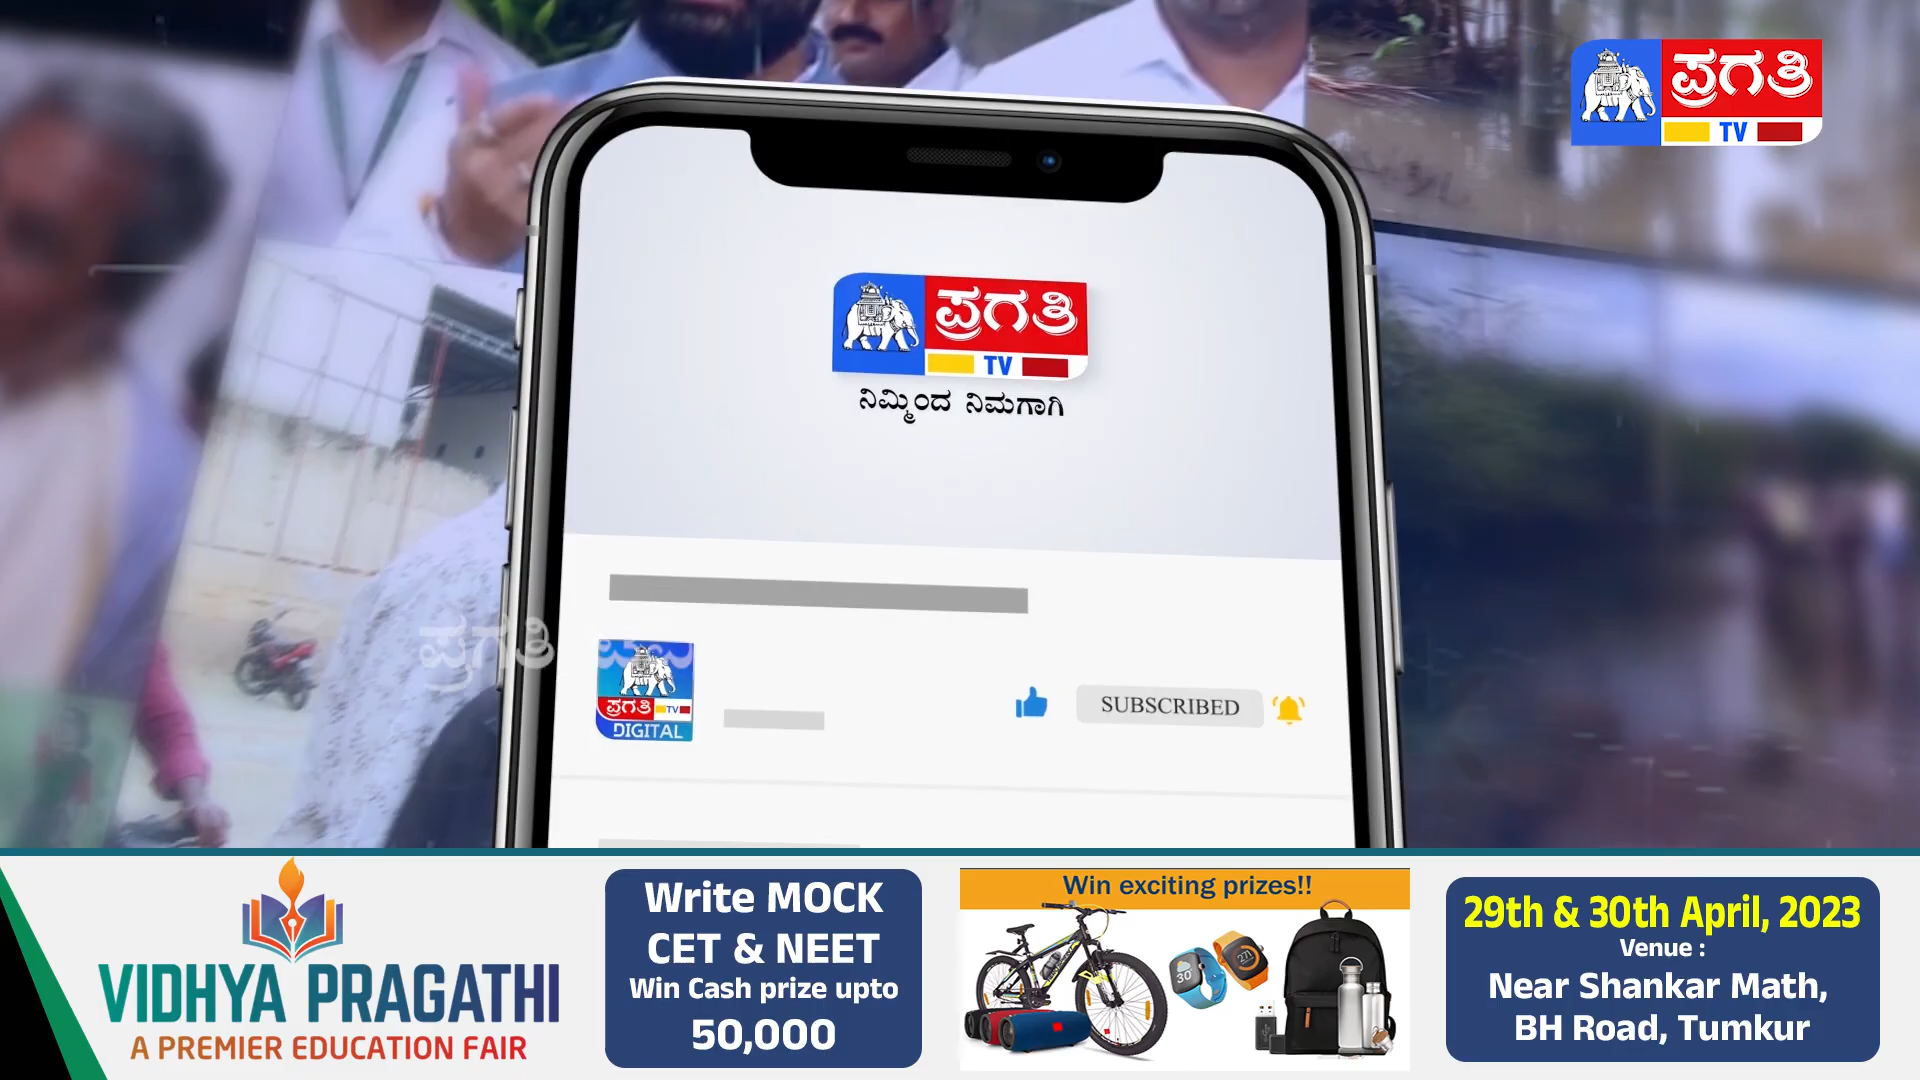 ಪ್ರಗತಿ
TV
ಪ್ರಗತಿ
TV
ನಿಮ್ಮಿಂದ ನಿಮಗಾಗಿ
ಪ್ರಗತಿ
ಪ್ರಗತಿ TV
DIGITAL
SUBSCRIBED
VIDHYA PRAGATHI
A PREMIER EDUCATION FAIR
Write MOCK
CET & NEET
Win Cash prize upto
50,000
Win exciting prizes!!
30
271
29th & 30th April, 2023
Venue :
Near Shankar Math,
BH Road, Tumkur